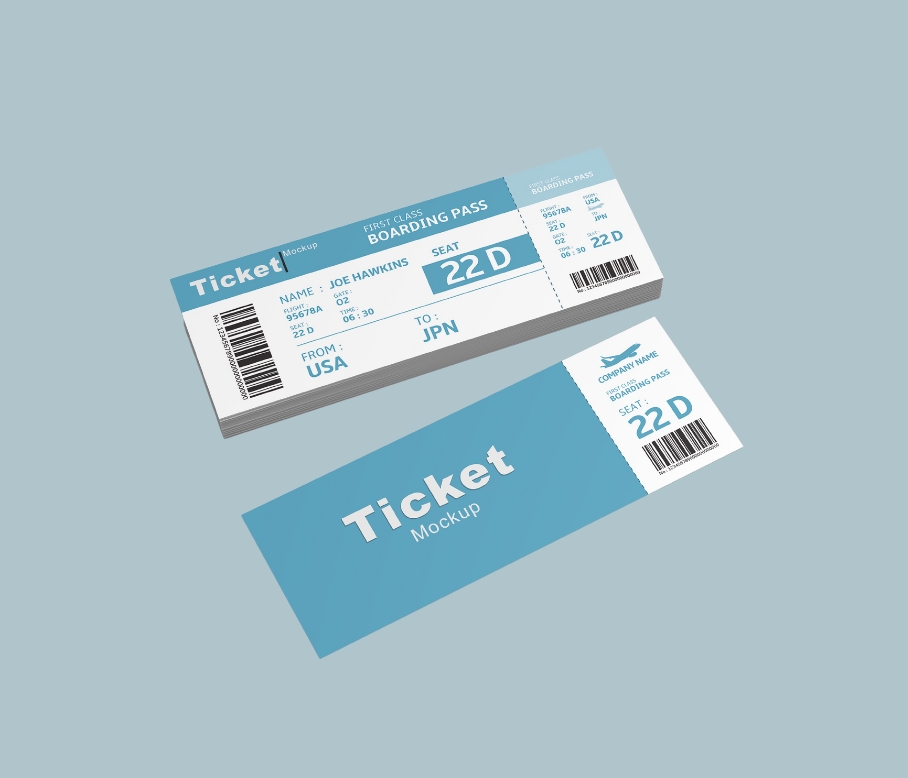 Ticket Mockup
FIRST CLASS
BOARDING PASS
NAME : JOE HAWKINS
FLIGHT :
95678A
GATE :
O2
SEAT :
22 D
TIME :
06 : 30
SEAT
22 D
FROM :
USA
TO :
JPN
FIRST CLASS
BOARDING PASS
FLIGHT :
95678A
FROM :
USA
SEAT :
22 D
TO :
JPN
GATE :
O2
TIME :
06 : 30
SEAT :
22 D
Ticket
Mockup
COMPANY NAME
FIRST CLASS
BOARDING PASS
SEAT :
22 D